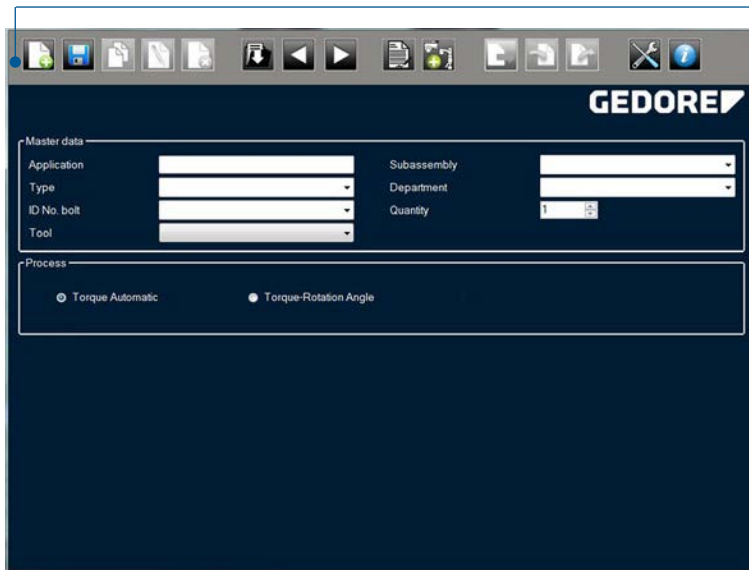 GEDORE
Master data
Application
Subassembly
Type
Department
ID No. bolt
Quantity
1
Tool
Process
Torque Automatic
Torque-Rotation Angle